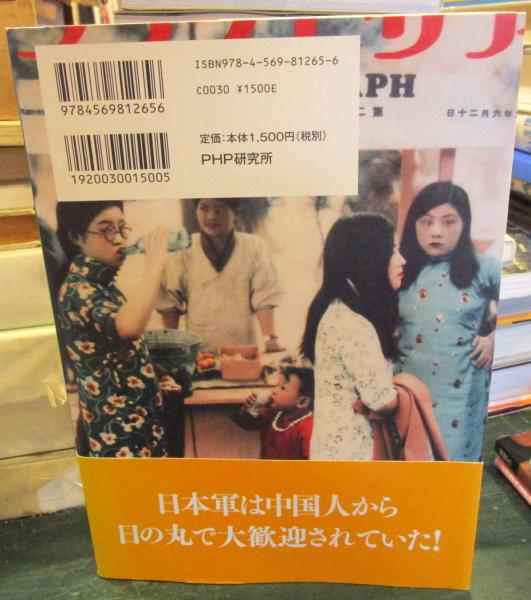 ISBN978-4-569-81265-6
C0030 ¥1500E
定価:本体1,500円(税別)
PHP研究所
9784569812656
1920030015005
APH
第二
日二十月六年
日本軍は中国人から
日の丸で大歓迎されていた!